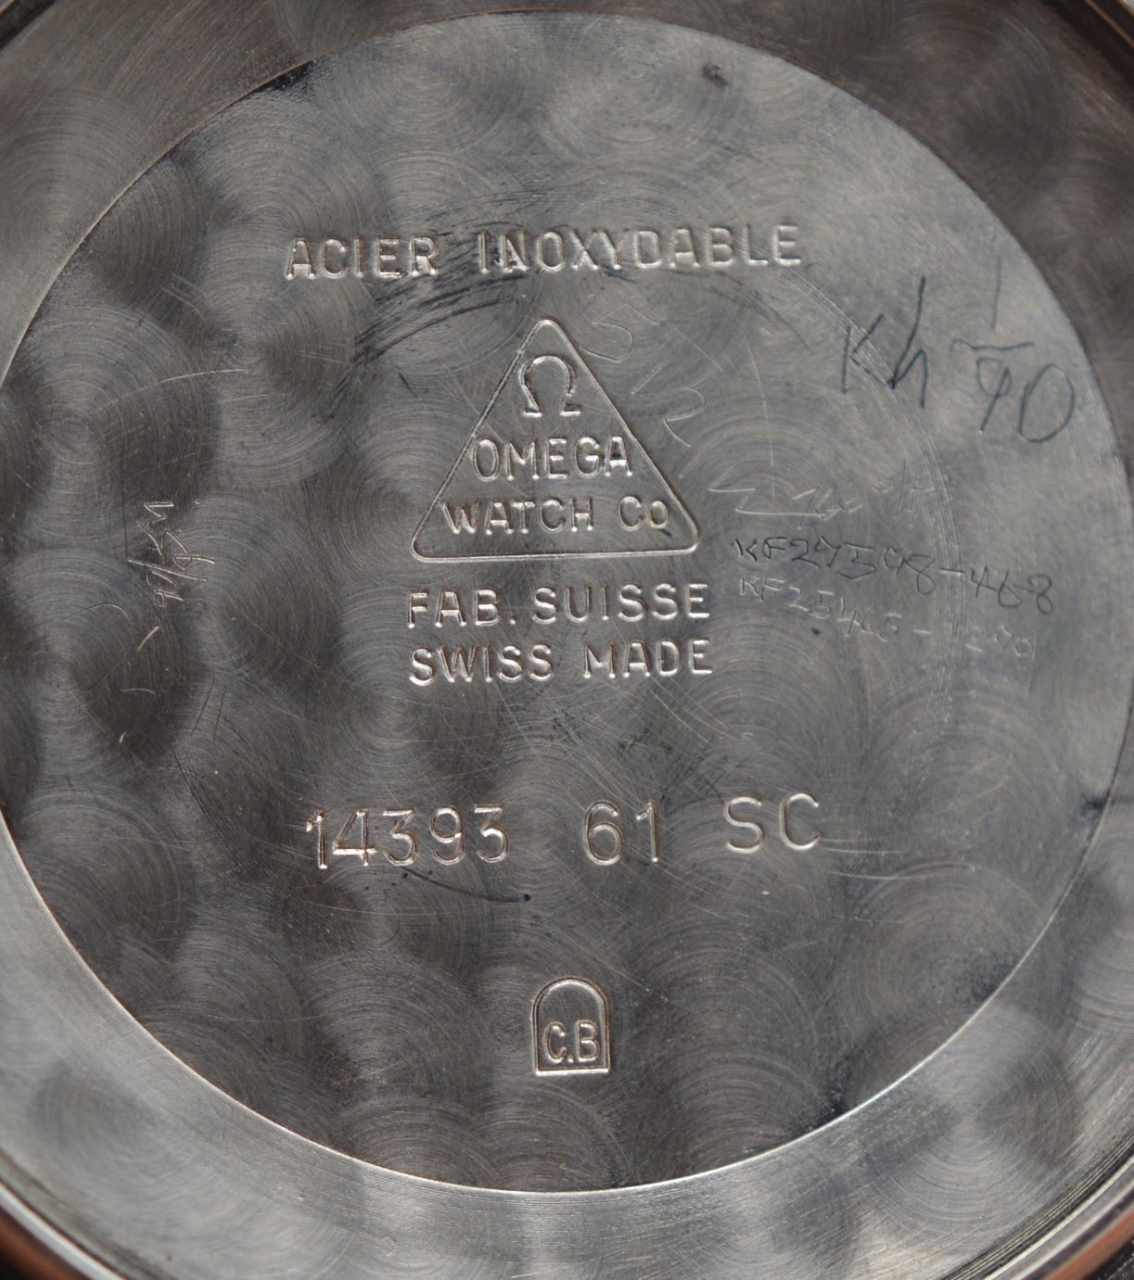 ACIER INOXYDABLE
Ω
OMEGA
WATCH Co
FAB. SUISSE
SWISS MADE
14393 61 SC
C.B